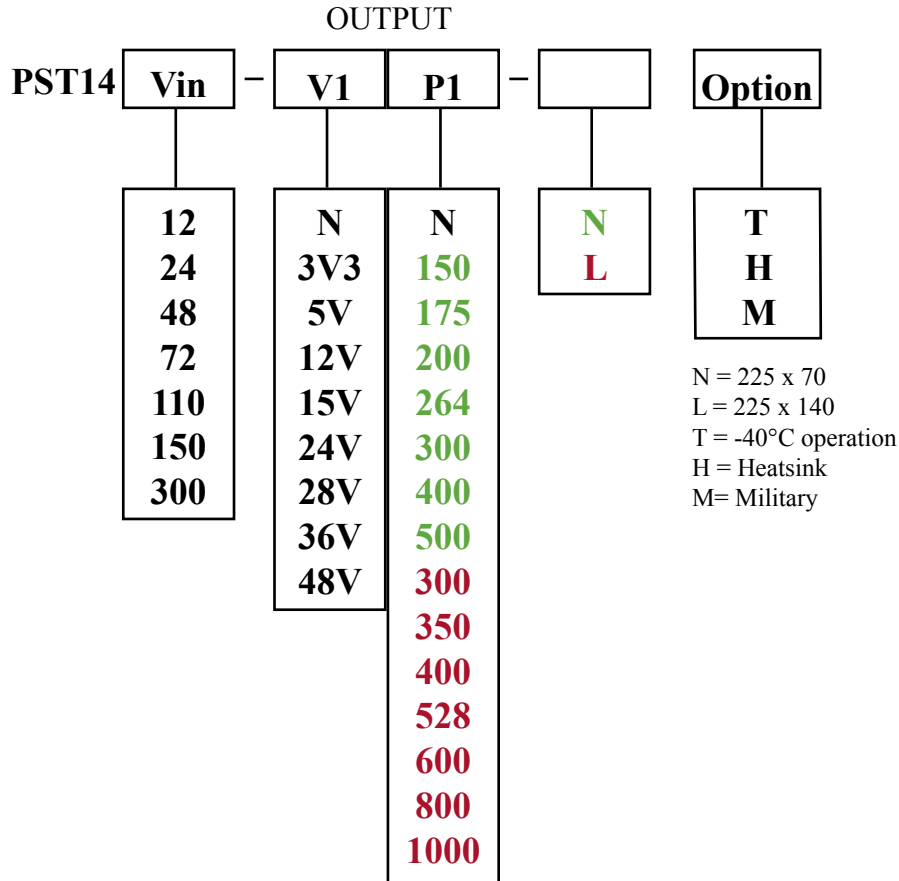 OUTPUT
PST14 Vin – V1 P1 – Option
12
24
48
72
110
150
300
N
3V3
5V
12V
15V
24V
28V
36V
48V
N
150
175
200
264
300
400
500
300
350
400
528
600
800
1000
N
L
T
H
M
N = 225 x 70
L = 225 x 140
T = -40°C operation
H = Heatsink
M= Military